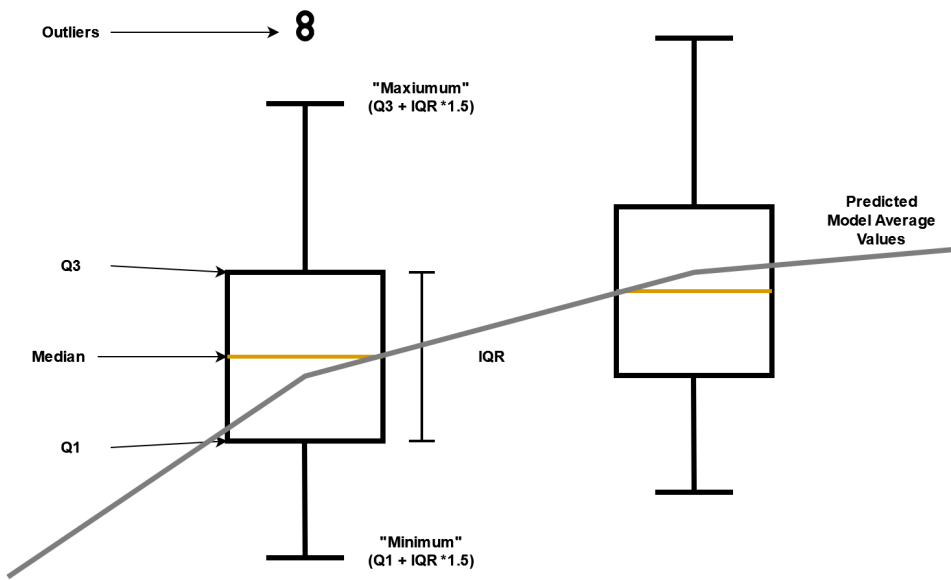 Outliers
"Maxiumum"
(Q3 + IQR *1.5)
Predicted
Model Average
Values
Q3
Median
IQR
Q1
"Minimum"
(Q1 + IQR *1.5)